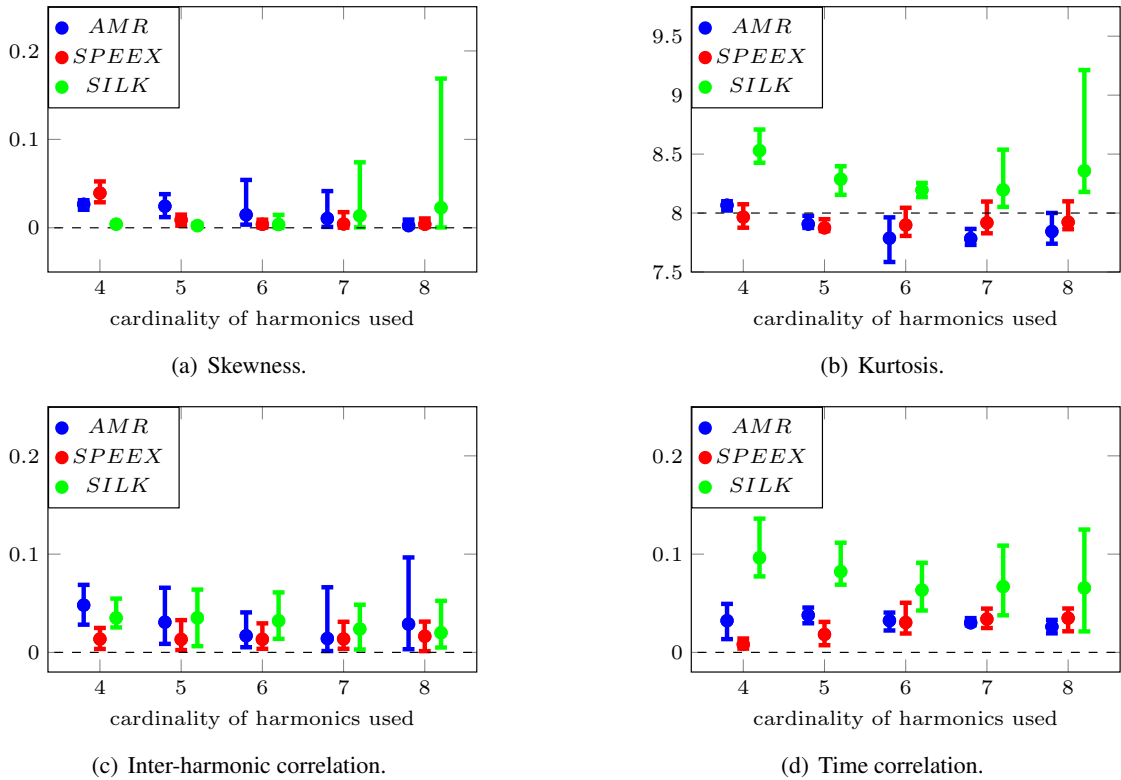 AMR
SPEEX
SILK
0.2
0.1
0
4 5 6 7 8
cardinality of harmonics used
(a) Skewness.
AMR
SPEEX
SILK
9.5
9
8.5
8
7.5
4 5 6 7 8
cardinality of harmonics used
(b) Kurtosis.
AMR
SPEEX
SILK
0.2
0.1
0
4 5 6 7 8
cardinality of harmonics used
(c) Inter-harmonic correlation.
AMR
SPEEX
SILK
0.2
0.1
0
4 5 6 7 8
cardinality of harmonics used
(d) Time correlation.